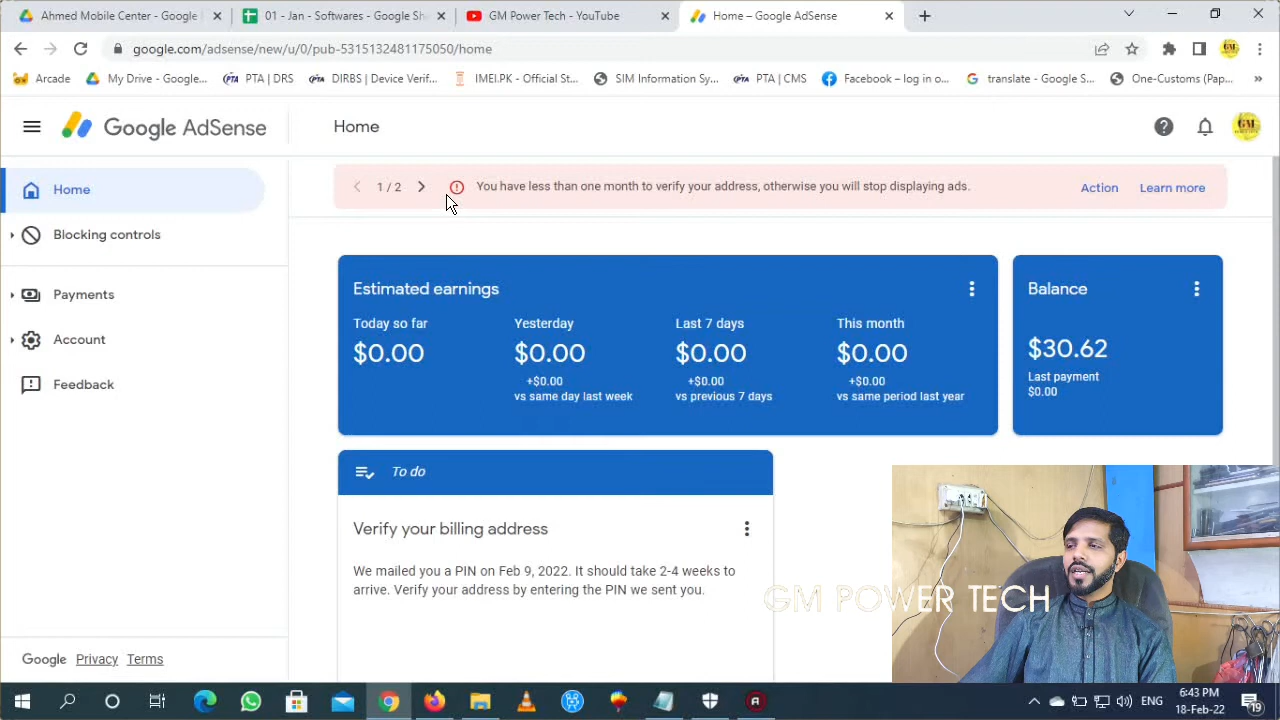 Ahmed Mobile Center - Google
01 - Jan - Softwares - Google Sh
GM Power Tech - YouTube
Home – Google AdSense
google.com/adsense/new/u/0/pub-5315132481175050/home
Arcade
My Drive - Google...
PTA | DRS
DIRBS | Device Verif...
IMEI.PK - Official St...
SIM Information Sy...
PTA | CMS
Facebook – log in o...
translate - Google S...
One-Customs (Pap...
Google AdSense
Home
Home
Blocking controls
Payments
Account
Feedback
1 / 2
You have less than one month to verify your address, otherwise you will stop displaying ads.
Action
Learn more
Estimated earnings
Today so far
Yesterday
Last 7 days
This month
$0.00
$0.00
$0.00
$0.00
+$0.00
+$0.00
+$0.00
vs same day last week
vs previous 7 days
vs same period last year
Balance
$30.62
Last payment
$0.00
To do
Verify your billing address
We mailed you a PIN on Feb 9, 2022. It should take 2-4 weeks to
arrive. Verify your address by entering the PIN we sent you.
GM POWER TECH
Google
Privacy
Terms
ENG
6:43 PM
18-Feb-22
19